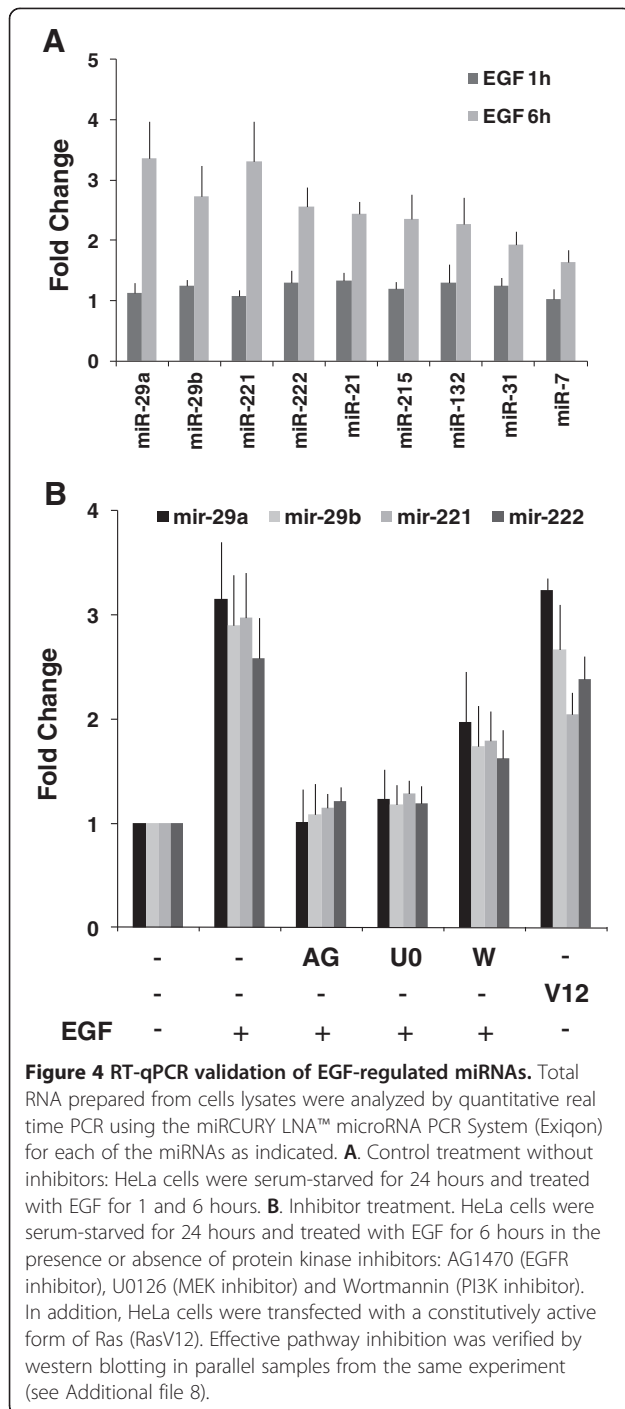 A
5
4
3
2
1
0
Fold Change
EGF 1h
EGF 6h
miR-29a
miR-29b
miR-221
miR-222
miR-21
miR-215
miR-132
miR-31
miR-7
B
4
3
2
1
0
Fold Change
mir-29a mir-29b mir-221 mir-222
- - AG U0 W -
- - - - - V12
EGF - + + + + -
Figure 4 RT-qPCR validation of EGF-regulated miRNAs. Total
RNA prepared from cells lysates were analyzed by quantitative real
time PCR using the miRCURY LNA™ microRNA PCR System (Exiqon)
for each of the miRNAs as indicated. A. Control treatment without
inhibitors: HeLa cells were serum-starved for 24 hours and treated
with EGF for 1 and 6 hours. B. Inhibitor treatment. HeLa cells were
serum-starved for 24 hours and treated with EGF for 6 hours in the
presence or absence of protein kinase inhibitors: AG1470 (EGFR
inhibitor), U0126 (MEK inhibitor) and Wortmannin (PI3K inhibitor).
In addition, HeLa cells were transfected with a constitutively active
form of Ras (RasV12). Effective pathway inhibition was verified by
western blotting in parallel samples from the same experiment
(see Additional file 8).